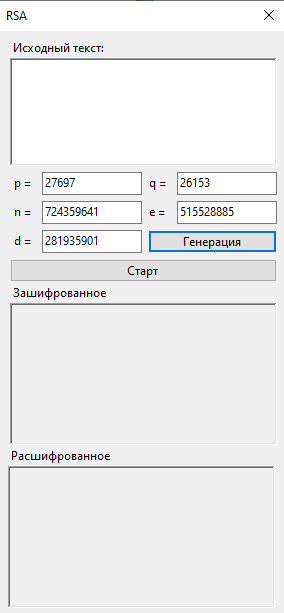 RSA
Исходный текст:
p = 27697 q = 26153
n = 724359641 e = 515528885
d = 281935901 Генерация
Старт
Зашифрованное
Расшифрованное